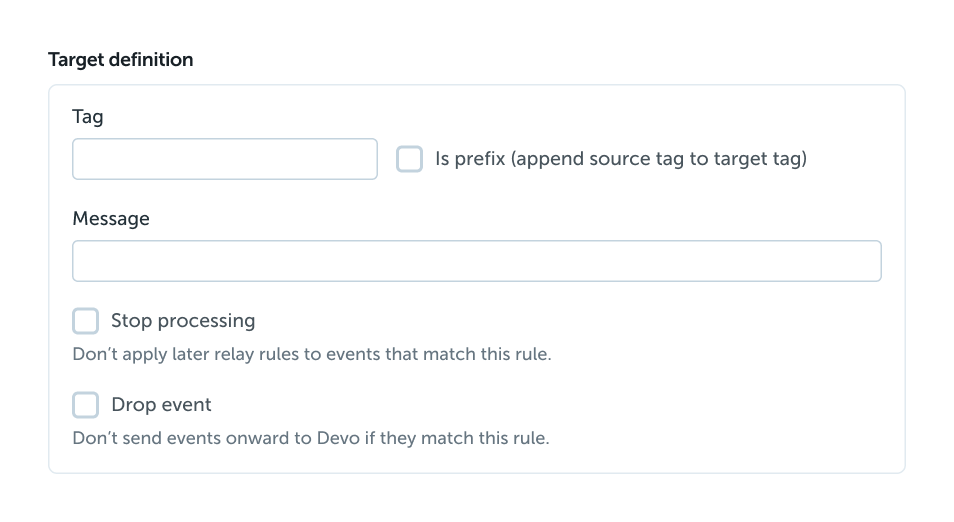 Target definition
Tag
Is prefix (append source tag to target tag)
Message
Stop processing
Don’t apply later relay rules to events that match this rule.
Drop event
Don’t send events onward to Devo if they match this rule.